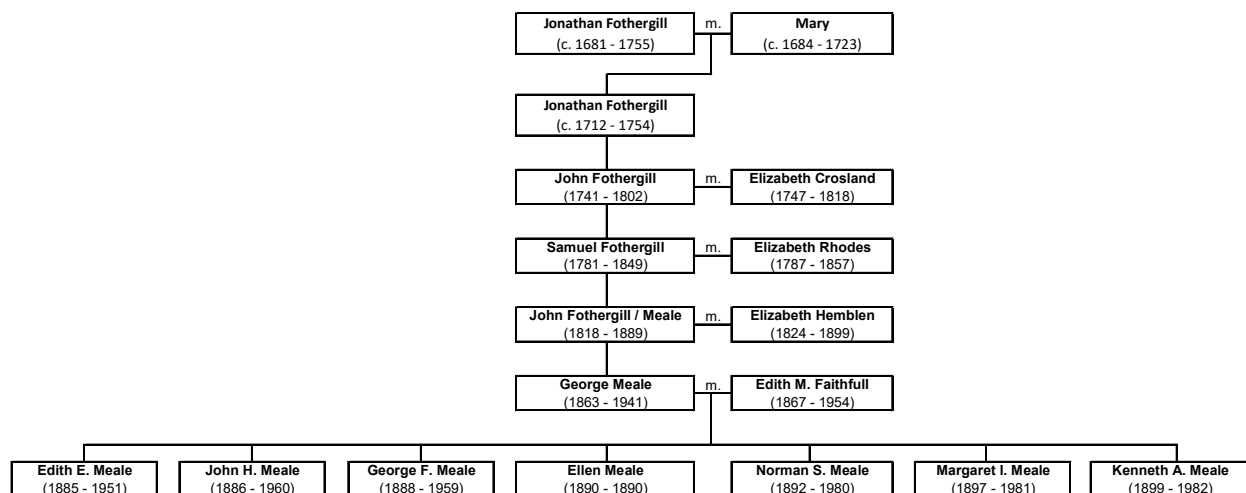 Jonathan Fothergill
(c. 1681 - 1755)
m.
Mary
(c. 1684 - 1723)
Jonathan Fothergill
(c. 1712 - 1754)
John Fothergill
(1741 - 1802)
m.
Elizabeth Crosland
(1747 - 1818)
Samuel Fothergill
(1781 - 1849)
m.
Elizabeth Rhodes
(1787 - 1857)
John Fothergill / Meale
(1818 - 1889)
m.
Elizabeth Hemblen
(1824 - 1899)
George Meale
(1863 - 1941)
m.
Edith M. Faithfull
(1867 - 1954)
Edith E. Meale
(1885 - 1951)
John H. Meale
(1886 - 1960)
George F. Meale
(1888 - 1959)
Ellen Meale
(1890 - 1890)
Norman S. Meale
(1892 - 1980)
Margaret I. Meale
(1897 - 1981)
Kenneth A. Meale
(1899 - 1982)